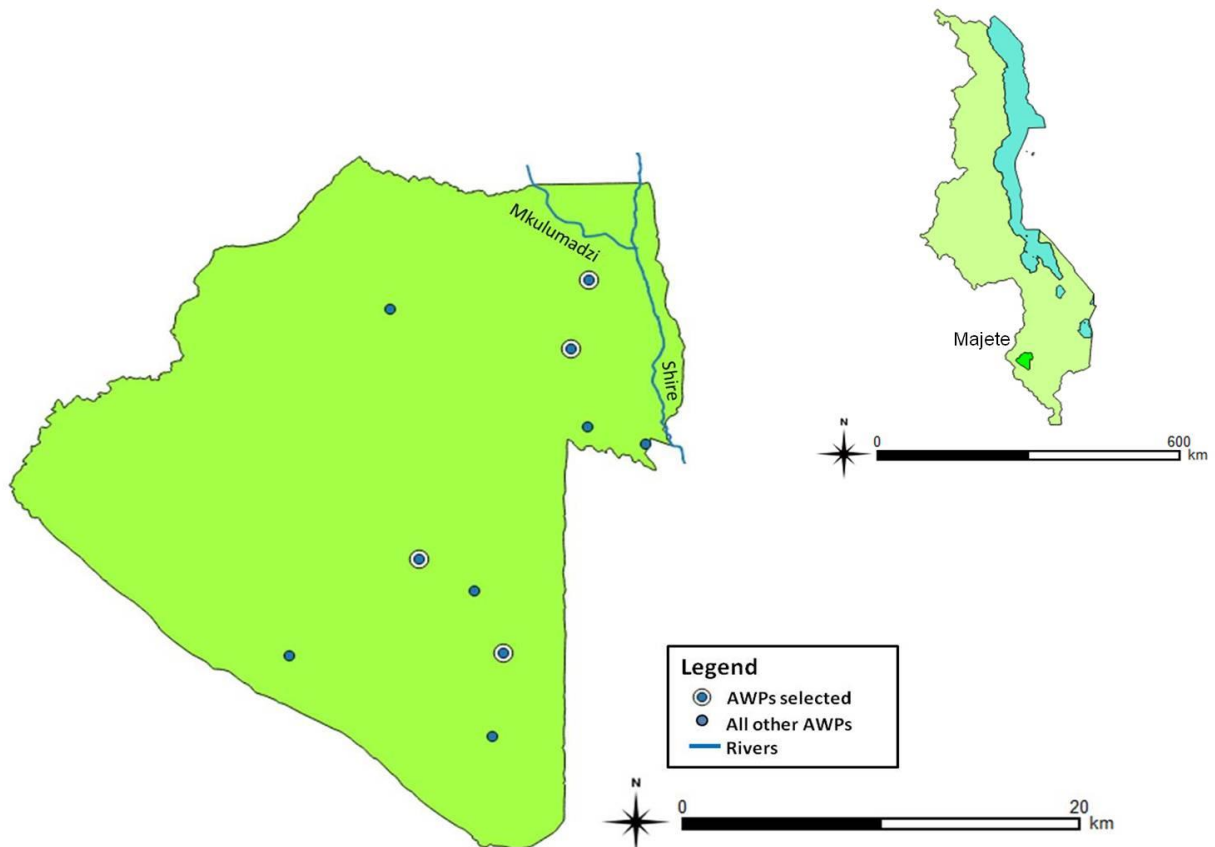 Mkulumadzi
Shire
Majete
N
0 600
km
Legend
AWPs selected
All other AWPs
Rivers
N
0 20
km